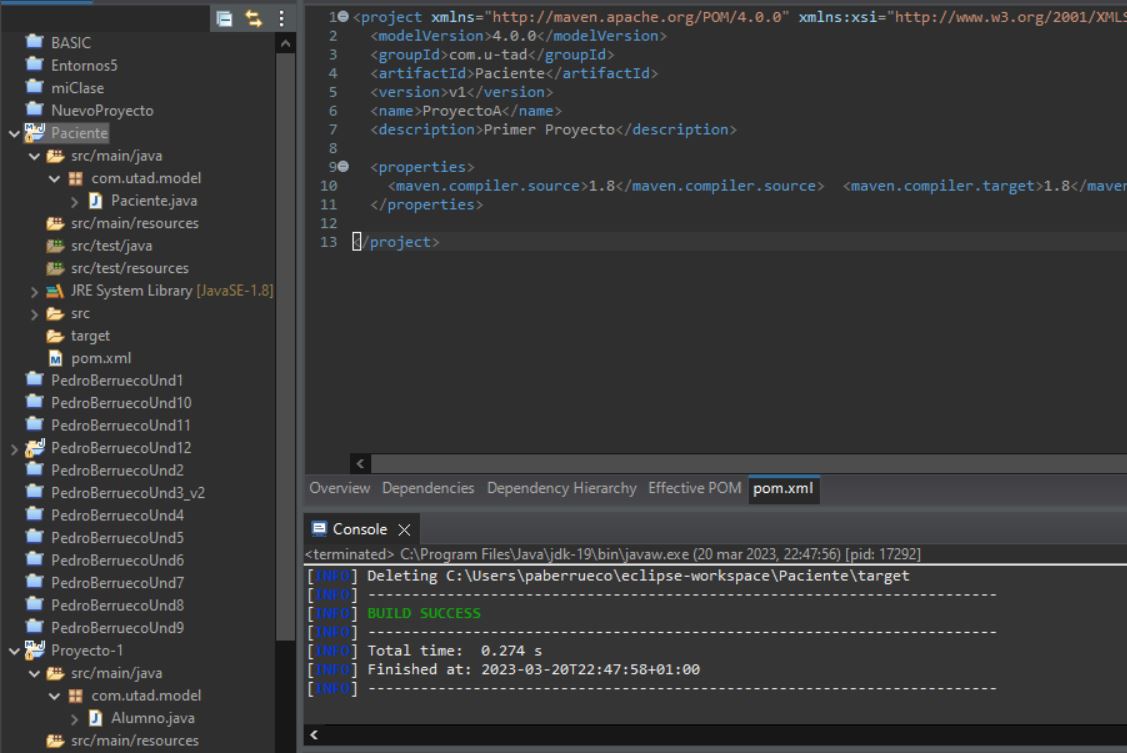 BASIC
Entornos5
miClase
NuevoProyecto
Paciente
src/main/java
com.utad.model
Paciente.java
src/main/resources
src/test/java
src/test/resources
JRE System Library [JavaSE-1.8]
src
target
pom.xml
PedroBerruecoUnd1
PedroBerruecoUnd10
PedroBerruecoUnd11
PedroBerruecoUnd12
PedroBerruecoUnd2
PedroBerruecoUnd3_v2
PedroBerruecoUnd4
PedroBerruecoUnd5
PedroBerruecoUnd6
PedroBerruecoUnd7
PedroBerruecoUnd8
PedroBerruecoUnd9
Proyecto-1
src/main/java
com.utad.model
Alumno.java
src/main/resources
1 <project xmlns="http://maven.apache.org/POM/4.0.0" xmlns:xsi="http://www.w3.org/2001/XMLS
2 <modelVersion>4.0.0</modelVersion>
3 <groupId>com.u-tad</groupId>
4 <artifactId>Paciente</artifactId>
5 <version>v1</version>
6 <name>ProyectoA</name>
7 <description>Primer Proyecto</description>
8
9 <properties>
10 <maven.compiler.source>1.8</maven.compiler.source> <maven.compiler.target>1.8</maven
11 </properties>
12
13 </project>
Overview Dependencies Dependency Hierarchy Effective POM pom.xml
Console
<terminated> C:\Program Files\Java\jdk-19\bin\javaw.exe (20 mar 2023, 22:47:56) [pid: 17292]
[INFO] Deleting C:\Users\paberrueco\eclipse-workspace\Paciente\target
[INFO] ------------------------------------------------------------------------
[INFO] BUILD SUCCESS
[INFO] ------------------------------------------------------------------------
[INFO] Total time:  0.274 s
[INFO] Finished at: 2023-03-20T22:47:58+01:00
[INFO] ------------------------------------------------------------------------